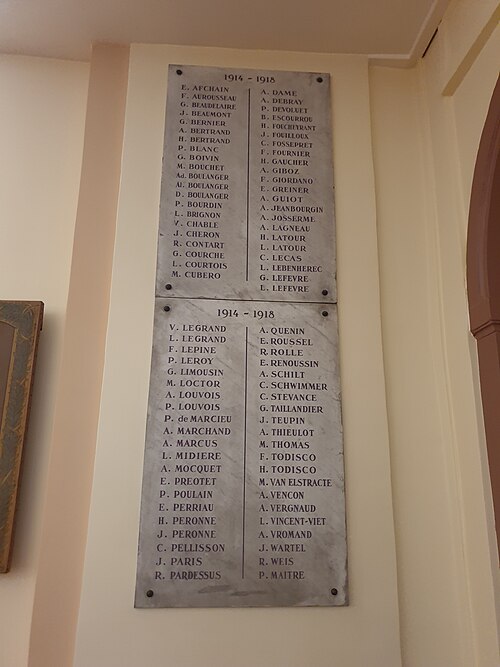 1914 - 1918
E. AFCHAIN
F. AUROUSSEAU
G. BEAUDELAIRE
J. BEAUMONT
G. BERNIER
A. BERTRAND
H. BERTRAND
P. BLANC
G. BOIVIN
M. BOUCHET
Ad. BOULANGER
Al. BOULANGER
D. BOULANGER
P. BOURDIN
L. BRIGNON
V. CHABLE
J. CHERON
R. CONTART
G. COURCHE
L. COURTOIS
M. CUBERO
A. DAME
A. DEBRAY
P. DEVOLUET
B. ESCOURROU
H. FOUCHEYRANT
J. FOUILLOUX
C. FOSSEPRET
F. FOURNIER
H. GAUCHER
A. GIBOZ
F. GIORDANO
E. GREINER
A. GUIOT
A. JEANBOURGIN
A. JOSSERME
A. LAGNEAU
H. LATOUR
L. LATOUR
C. LECAS
L. LEBENHEREC
G. LEFEVRE
L. LEFEVRE
1914 - 1918
V. LEGRAND
L. LEGRAND
F. LEPINE
P. LEROY
G. LIMOUSIN
M. LOCTOR
A. LOUVOIS
P. LOUVOIS
P. de MARCIEU
A. MARCHAND
A. MARCUS
L. MIDIERE
A. MOCQUET
E. PREOTET
P. POULAIN
E. PERRIAU
H. PERONNE
J. PERONNE
C. PELLISSON
J. PARIS
R. PARDESSUS
A. QUENIN
E. ROUSSEL
R. ROLLE
E. RENOUSSIN
A. SCHILT
C. SCHWIMMER
C. STEVANCE
G. TAILLANDIER
J. TEUPIN
A. THIEULOT
M. THOMAS
F. TODISCO
H. TODISCO
M. VAN ELSTRACTE
A. VENCON
A. VERGNAUD
L. VINCENT-VIET
A. VROMAND
J. WARTEL
R. WEIS
P. MAITRE